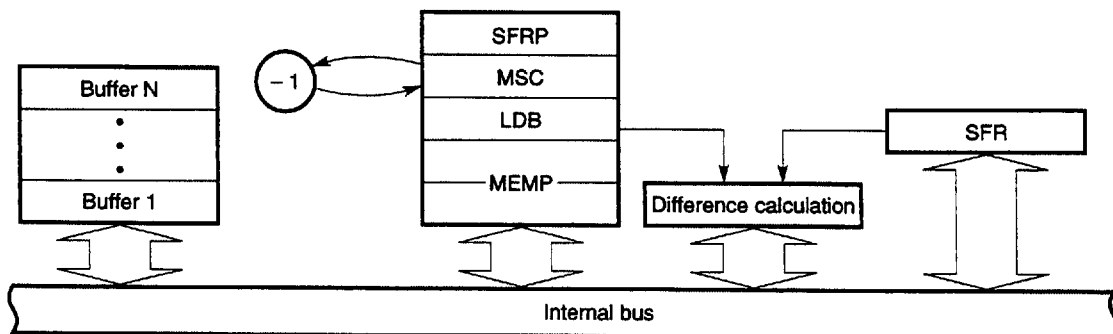 Buffer N
Buffer 1
− 1
SFRP
MSC
LDB
MEMP
Difference calculation
SFR
Internal bus